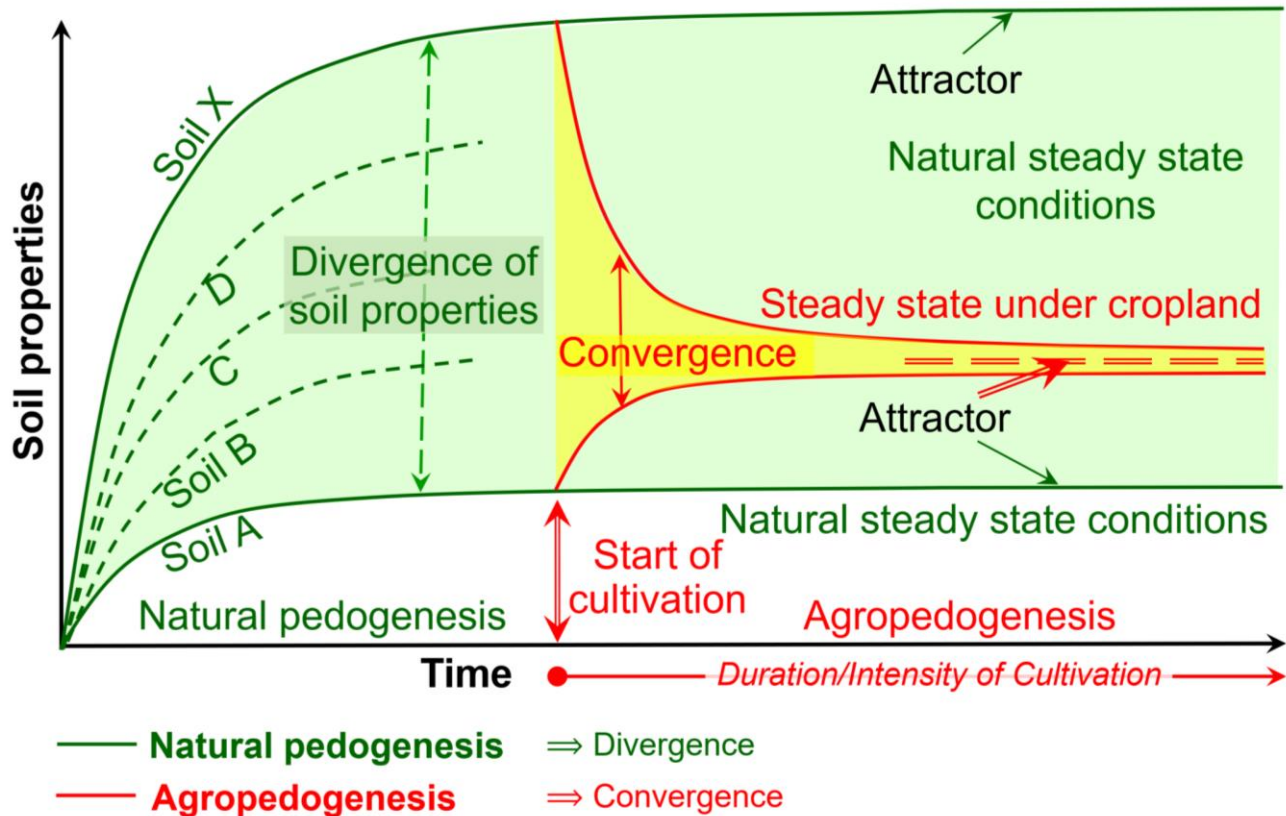 Soil properties
Soil X
D
C
Soil B
Soil A
Divergence of
soil properties
Attractor
Natural steady state
conditions
Steady state under cropland
Convergence
Attractor
Natural steady state conditions
Start of
cultivation
Natural pedogenesis
Agropedogenesis
Time
Duration/Intensity of Cultivation
Natural pedogenesis ⇒ Divergence
Agropedogenesis ⇒ Convergence